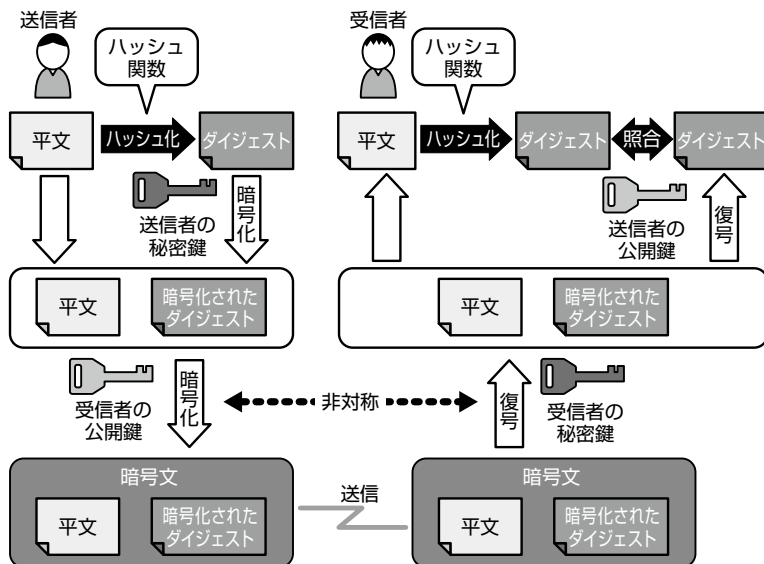 送信者
ハッシュ
関数
平文
ハッシュ化
ダイジェスト
送信者の
秘密鍵
暗号化
平文
暗号化された
ダイジェスト
受信者の
公開鍵
暗号化
暗号文
平文
暗号化された
ダイジェスト
非対称
送信
受信者
ハッシュ
関数
平文
ハッシュ化
ダイジェスト
照合
ダイジェスト
送信者の
公開鍵
復号
平文
暗号化された
ダイジェスト
復号
受信者の
秘密鍵
暗号文
平文
暗号化された
ダイジェスト